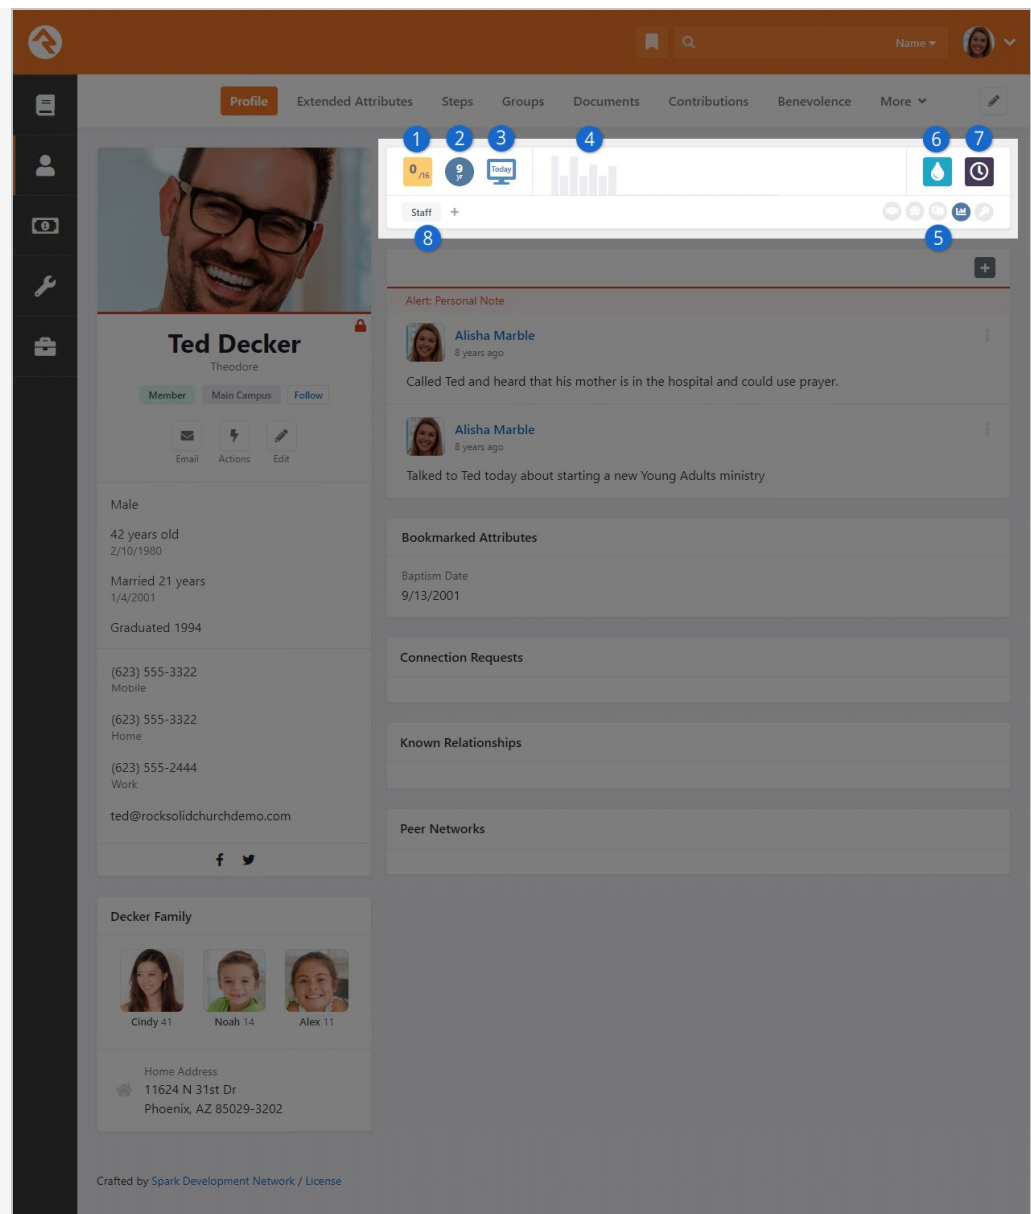 Name
Profile Extended Attributes Steps Groups Documents Contributions Benevolence More
1 2 3 4 6 7
0/16 9 yr Today
Staff +
8 5
Alert: Personal Note
Alisha Marble
8 years ago
Called Ted and heard that his mother is in the hospital and could use prayer.
Alisha Marble
8 years ago
Talked to Ted today about starting a new Young Adults ministry
Bookmarked Attributes
Baptism Date
9/13/2001
Connection Requests
Known Relationships
Peer Networks
Ted Decker
Theodore
Member Main Campus Follow
Email Actions Edit
Male
42 years old
2/10/1980
Married 21 years
1/4/2001
Graduated 1994
(623) 555-3322
Mobile
(623) 555-3322
Home
(623) 555-2444
Work
ted@rocksolidchurchdemo.com
Decker Family
Cindy 41 Noah 14 Alex 11
Home Address
11624 N 31st Dr
Phoenix, AZ 85029-3202
Crafted by Spark Development Network / License